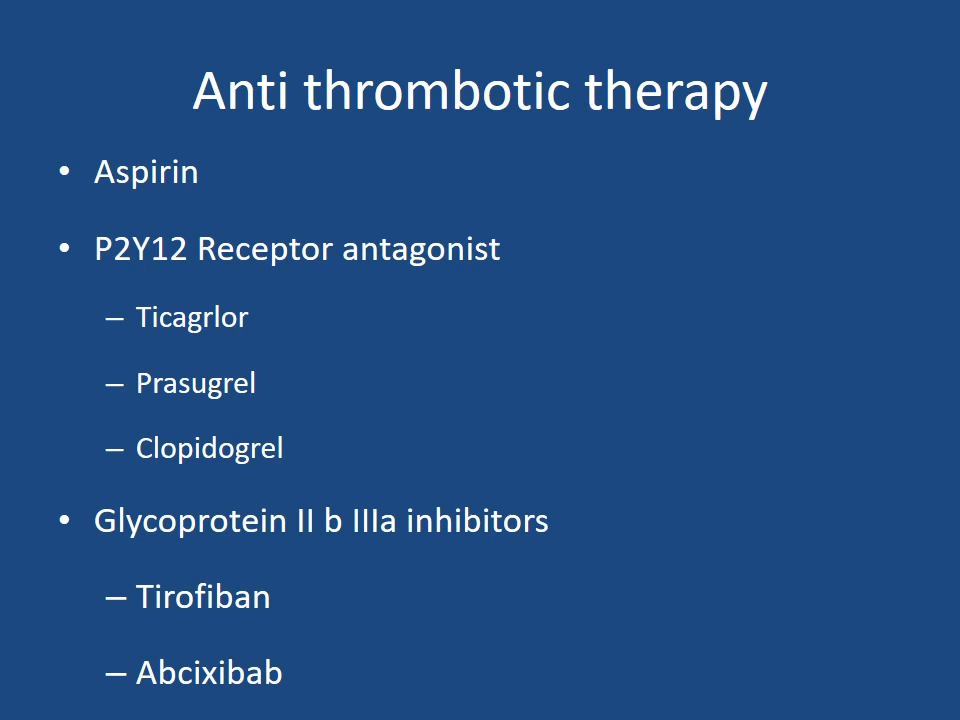 Anti thrombotic therapy
• Aspirin
• P2Y12 Receptor antagonist
– Ticagrlor
– Prasugrel
– Clopidogrel
• Glycoprotein II b IIIa inhibitors
– Tirofiban
– Abcixibab